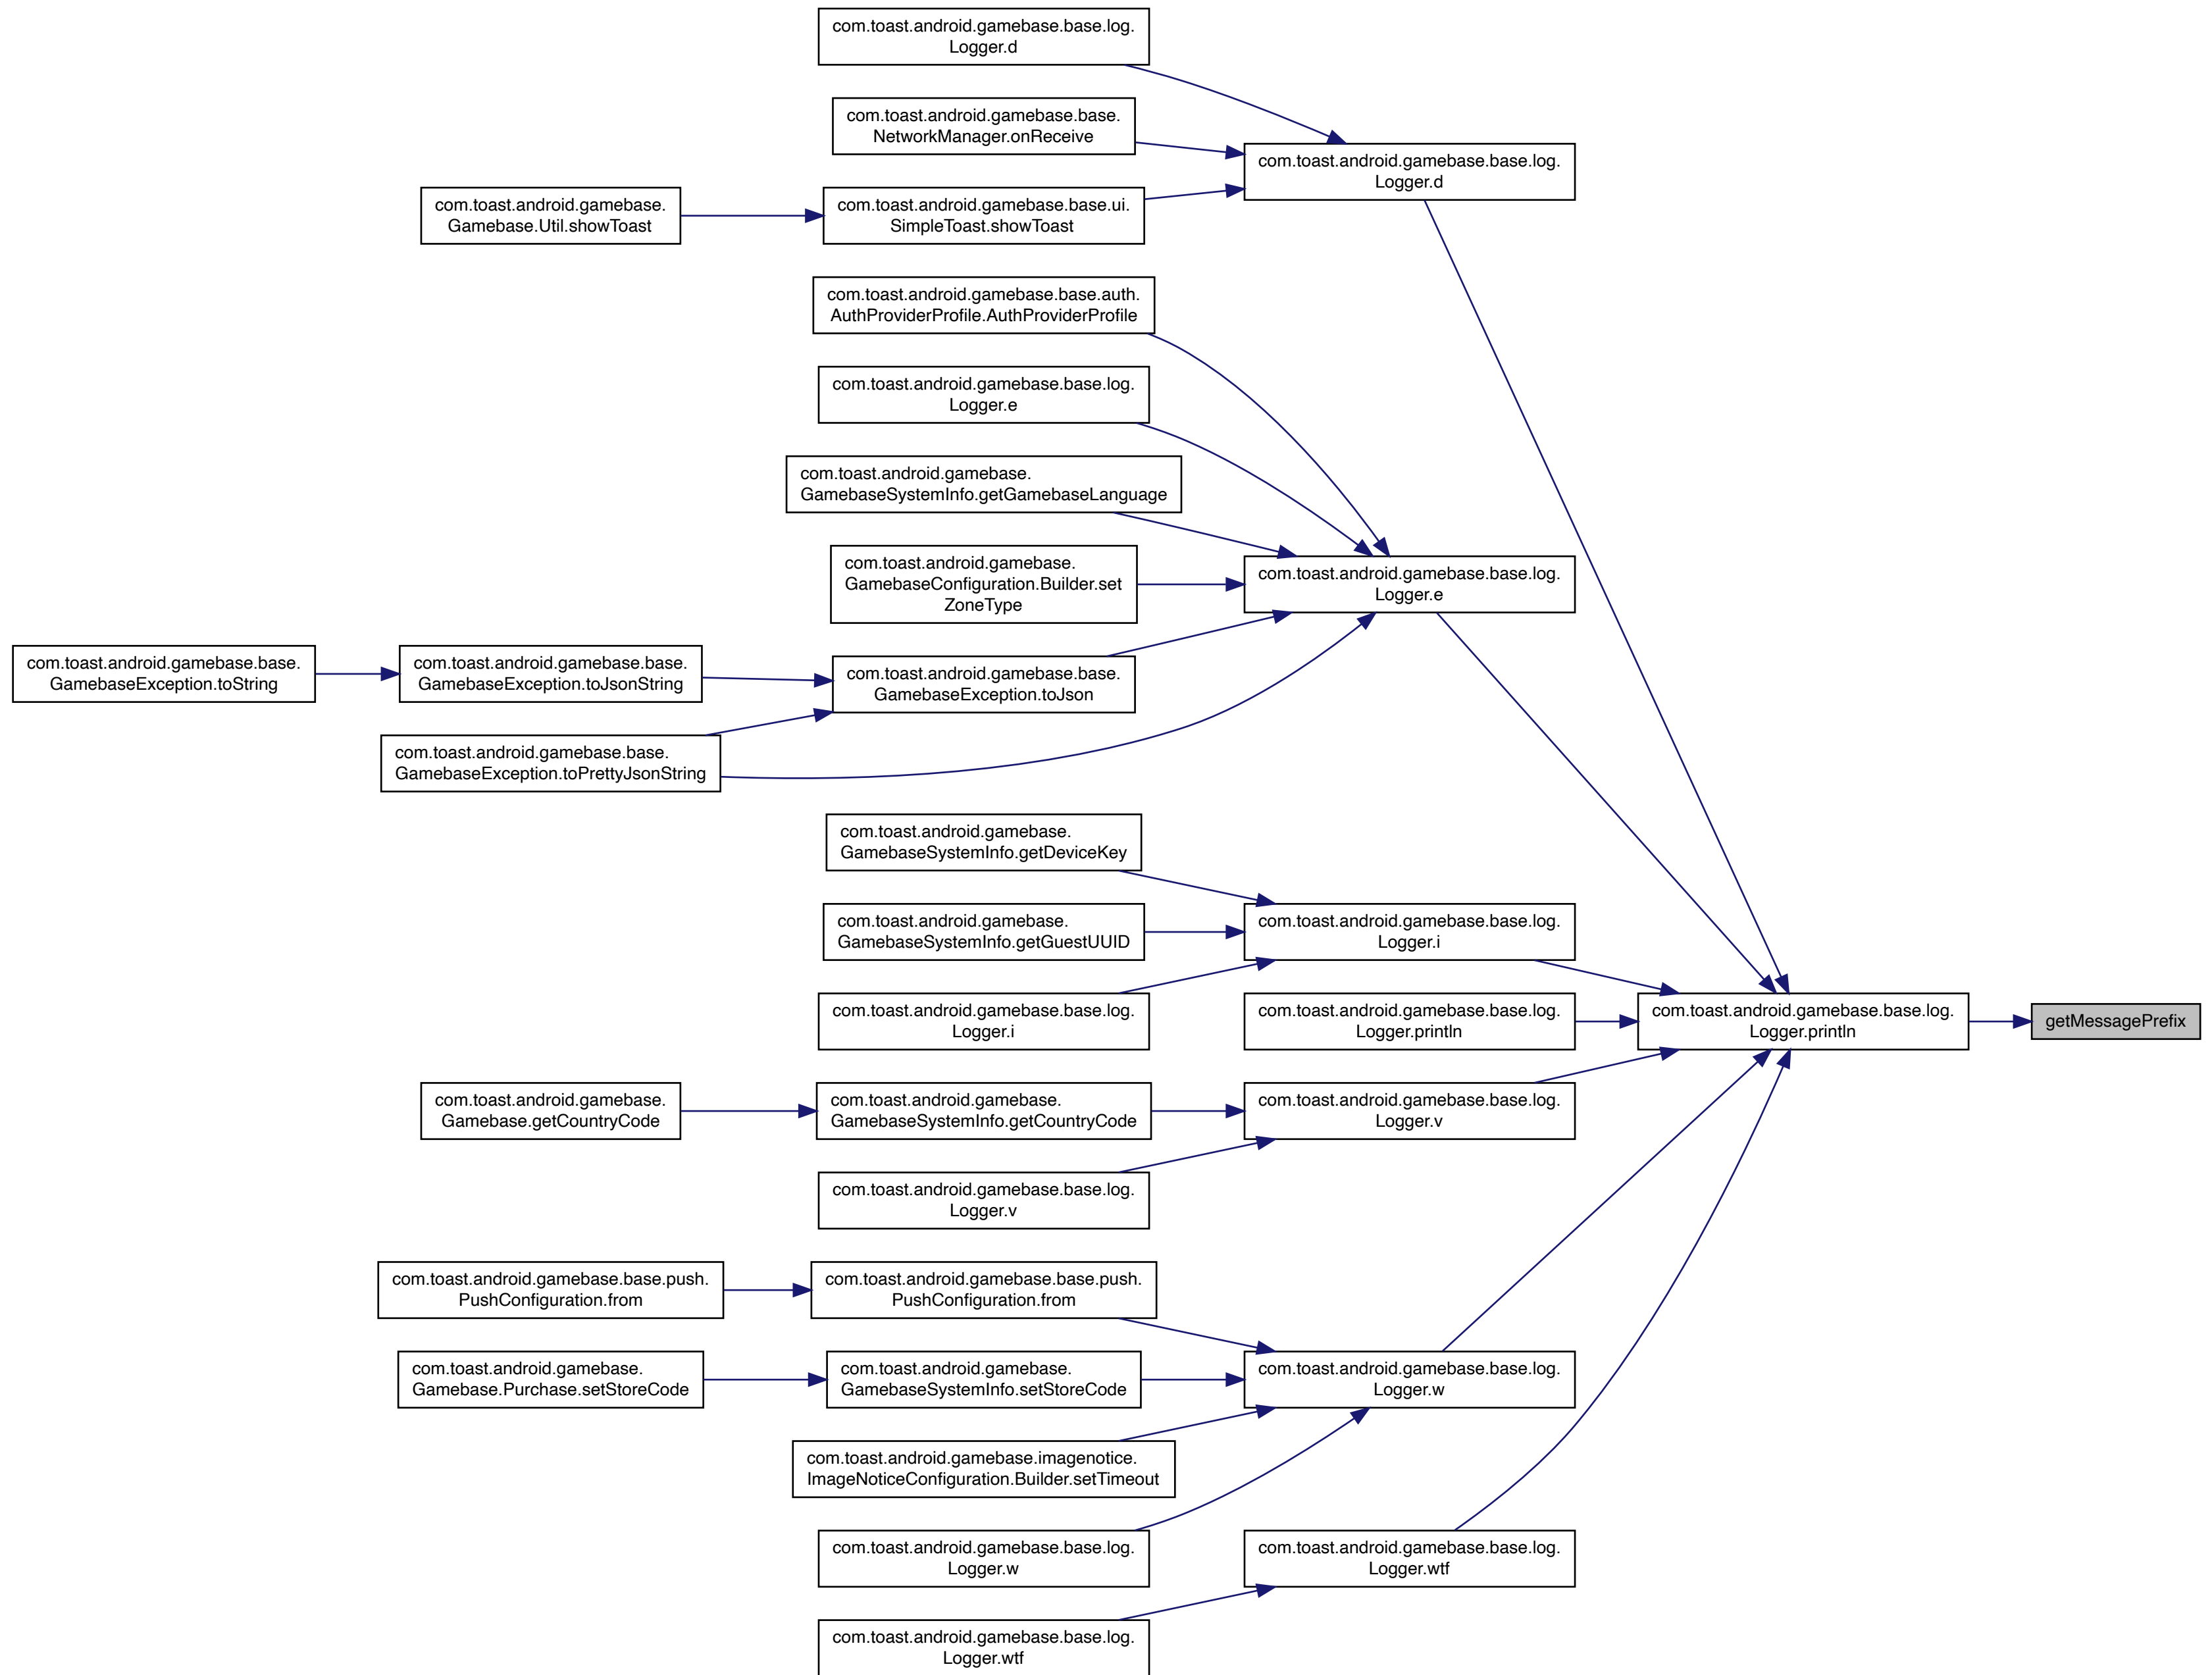 com.toast.android.gamebase.base.log.
Logger.d
com.toast.android.gamebase.base.
NetworkManager.onReceive
com.toast.android.gamebase.base.log.
Logger.d
com.toast.android.gamebase.
Gamebase.Util.showToast
com.toast.android.gamebase.base.ui.
SimpleToast.showToast
com.toast.android.gamebase.base.auth.
AuthProviderProfile.AuthProviderProfile
com.toast.android.gamebase.base.log.
Logger.e
com.toast.android.gamebase.
GamebaseSystemInfo.getGamebaseLanguage
com.toast.android.gamebase.
GamebaseConfiguration.Builder.set
ZoneType
com.toast.android.gamebase.base.log.
Logger.e
com.toast.android.gamebase.base.
GamebaseException.toString
com.toast.android.gamebase.base.
GamebaseException.toJsonString
com.toast.android.gamebase.base.
GamebaseException.toJson
com.toast.android.gamebase.base.
GamebaseException.toPrettyJsonString
com.toast.android.gamebase.
GamebaseSystemInfo.getDeviceKey
com.toast.android.gamebase.
GamebaseSystemInfo.getGuestUUID
com.toast.android.gamebase.base.log.
Logger.i
com.toast.android.gamebase.base.log.
Logger.i
com.toast.android.gamebase.base.log.
Logger.println
com.toast.android.gamebase.base.log.
Logger.println
getMessagePrefix
com.toast.android.gamebase.
Gamebase.getCountryCode
com.toast.android.gamebase.
GamebaseSystemInfo.getCountryCode
com.toast.android.gamebase.base.log.
Logger.v
com.toast.android.gamebase.base.log.
Logger.v
com.toast.android.gamebase.base.push.
PushConfiguration.from
com.toast.android.gamebase.base.push.
PushConfiguration.from
com.toast.android.gamebase.
Gamebase.Purchase.setStoreCode
com.toast.android.gamebase.
GamebaseSystemInfo.setStoreCode
com.toast.android.gamebase.base.log.
Logger.w
com.toast.android.gamebase.imagenotice.
ImageNoticeConfiguration.Builder.setTimeout
com.toast.android.gamebase.base.log.
Logger.w
com.toast.android.gamebase.base.log.
Logger.wtf
com.toast.android.gamebase.base.log.
Logger.wtf